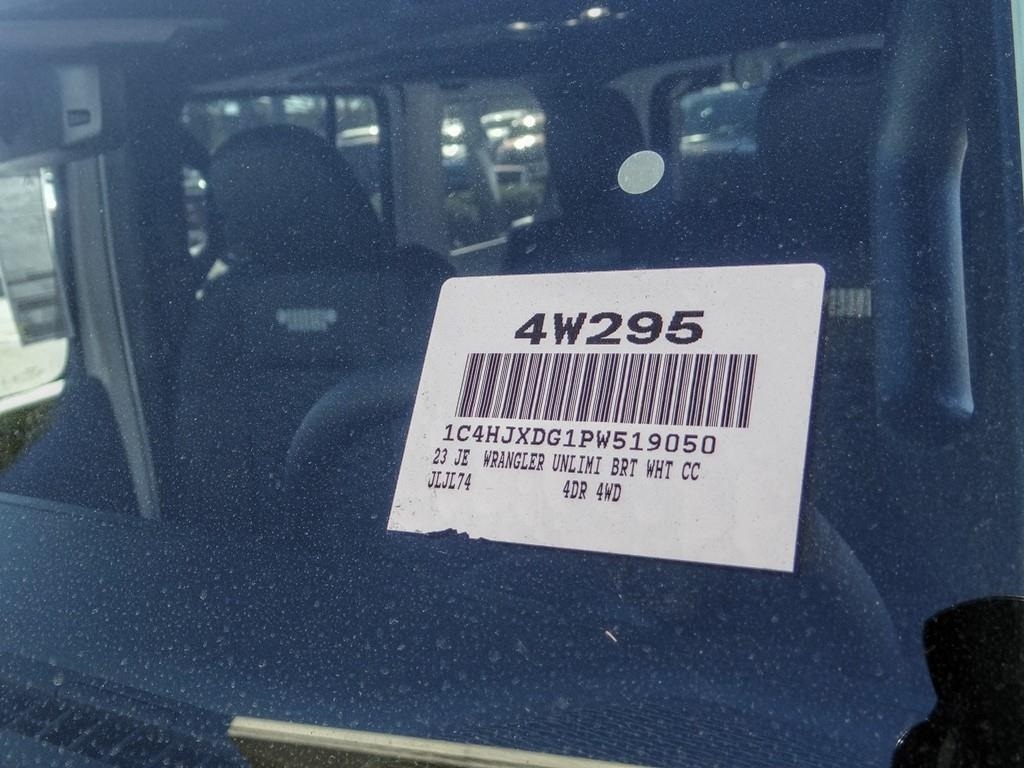 4W295
1C4HJXDG1PW519050
23 JE WRANGLER UNLIMI BRT WHT CC
JLJL74 4DR 4WD